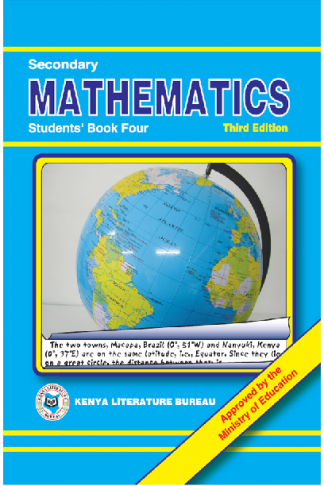 Secondary
MATHEMATICS
Students' Book Four
Third Edition
The two towns, Macapa, Brazil (0°, 51°W) and Nanyuki, Kenya
(0°, 37°E) are on the same latitude, i.e., Equator. Since they lie
on a great circle, the distance between them is
KENYA LITERATURE BUREAU
Approved by the
Ministry of Education